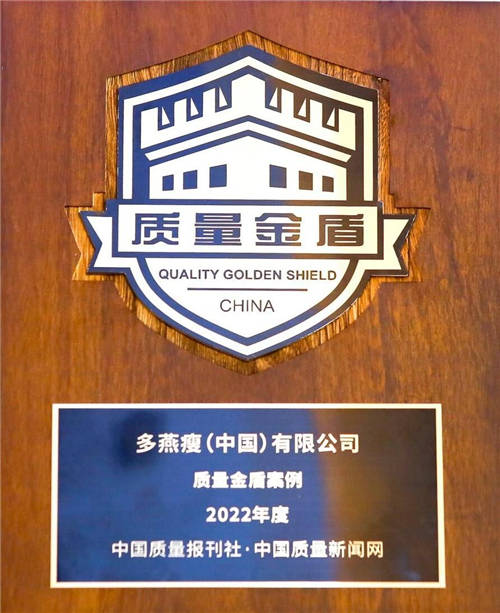 质量金盾
QUALITY GOLDEN SHIELD
CHINA
多燕瘦(中国)有限公司
质量金盾案例
2022年度
中国质量报刊社·中国质量新闻网